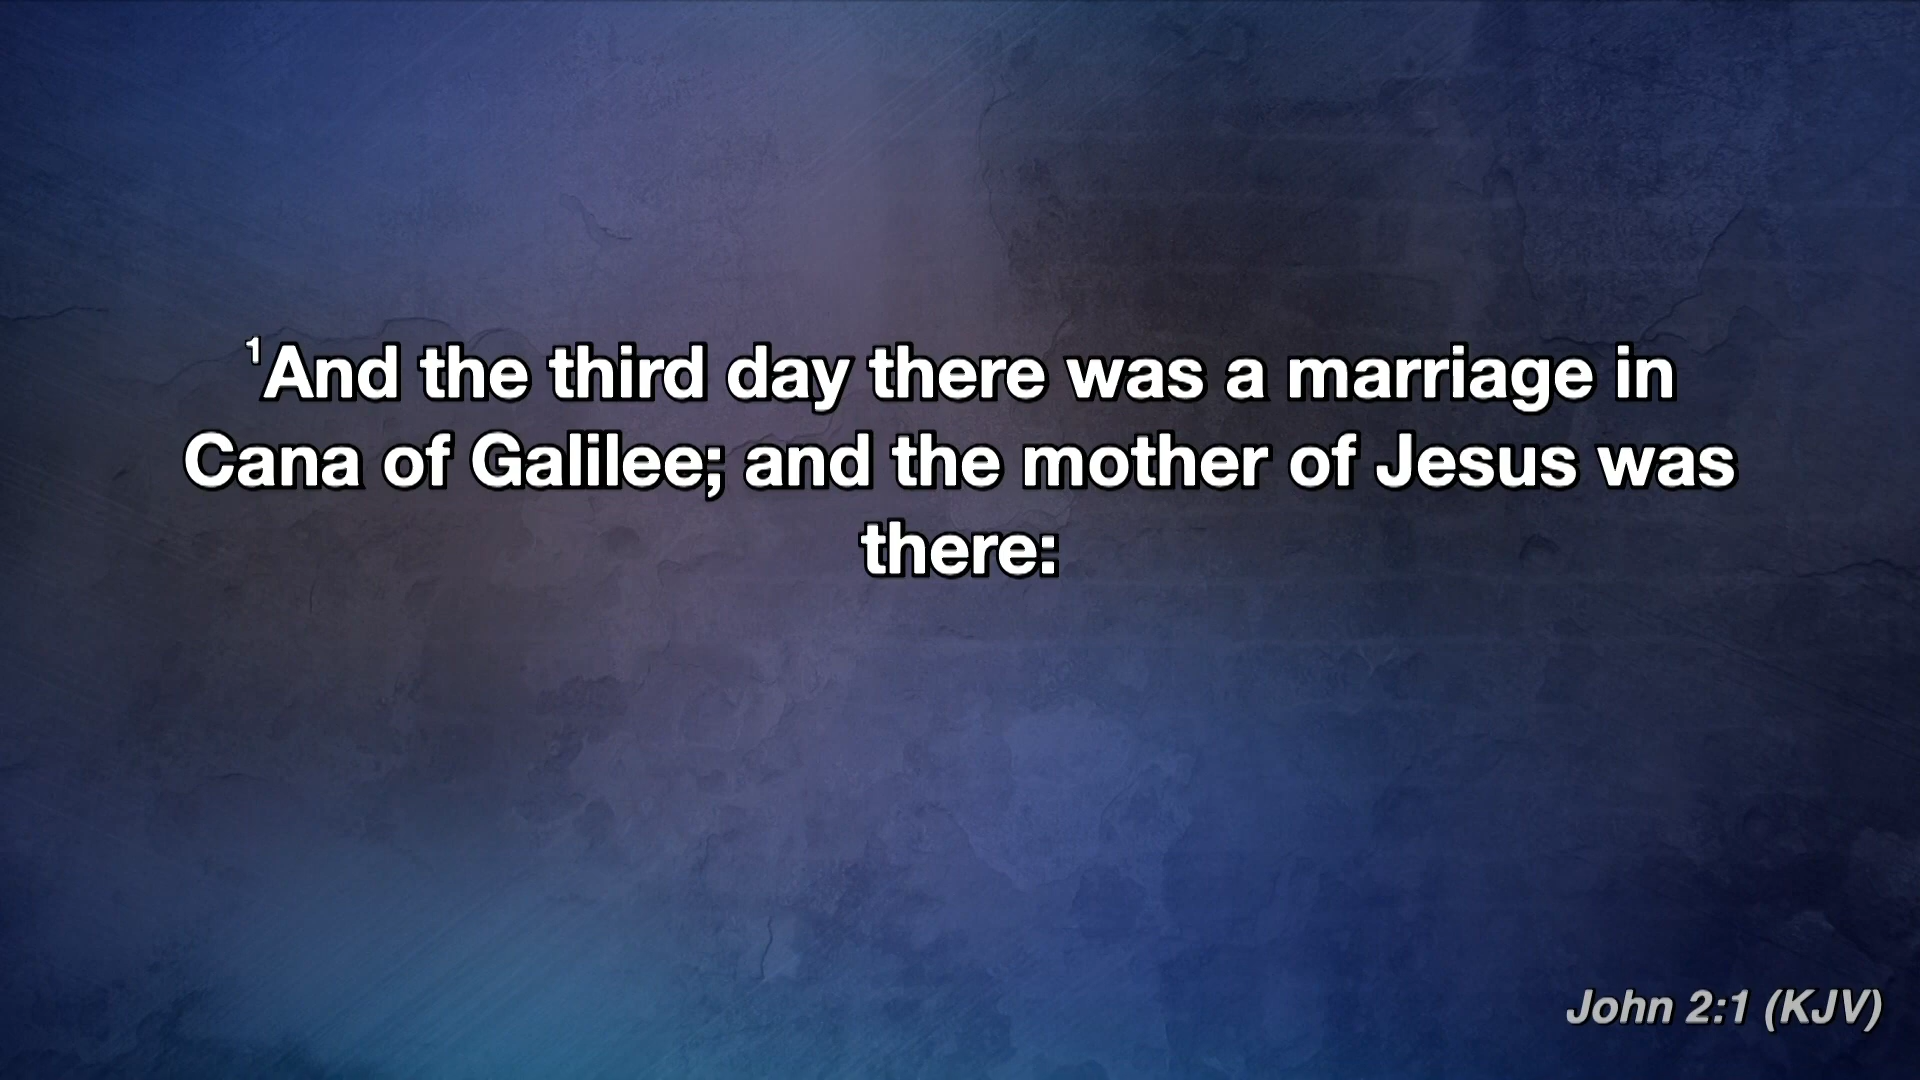 ¹And the third day there was a marriage in
Cana of Galilee; and the mother of Jesus was
there:
John 2:1 (KJV)